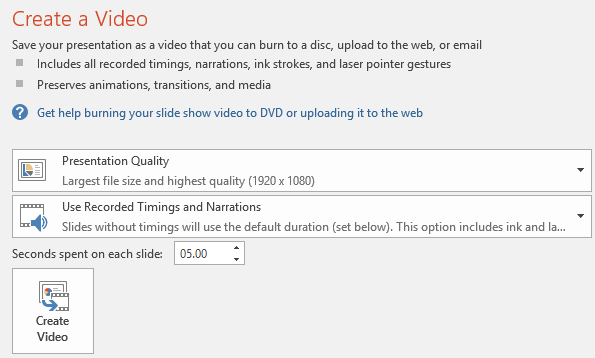 Create a Video
Save your presentation as a video that you can burn to a disc, upload to the web, or email
Includes all recorded timings, narrations, ink strokes, and laser pointer gestures
Preserves animations, transitions, and media
? Get help burning your slide show video to DVD or uploading it to the web
Presentation Quality
Largest file size and highest quality (1920 x 1080)
Use Recorded Timings and Narrations
Slides without timings will use the default duration (set below). This option includes ink and la...
Seconds spent on each slide: 05.00
Create
Video